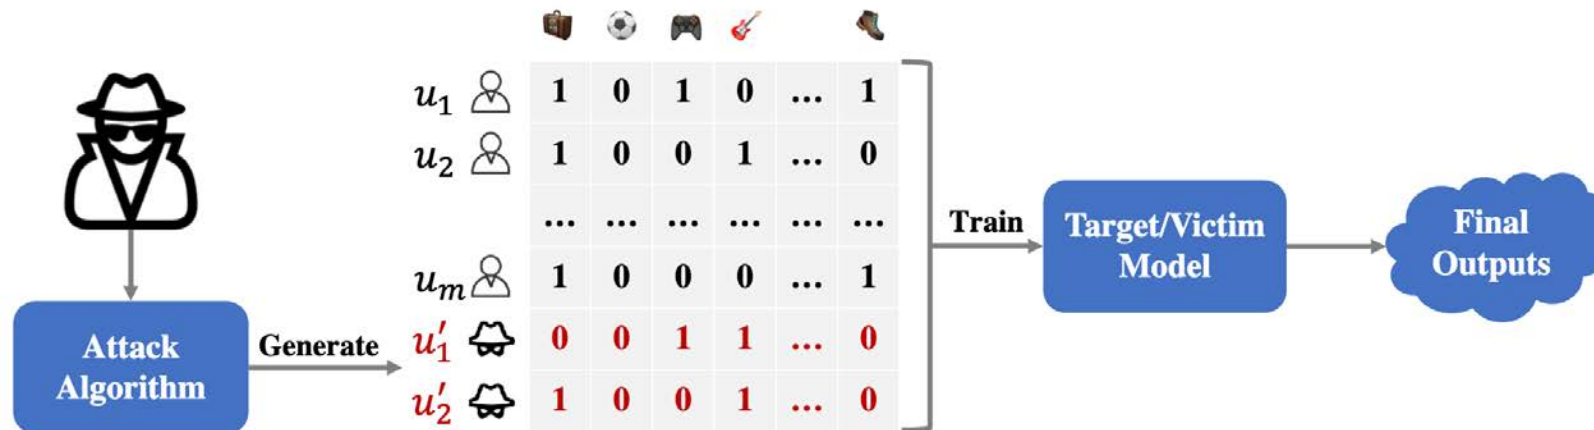 u₁ 1 0 1 0 ... 1
u₂ 1 0 0 1 ... 0
... ... ... ... ... ...
uₘ 1 0 0 0 ... 1
u′₁ 0 0 1 1 ... 0
u′₂ 1 0 0 1 ... 0
Attack
Algorithm
Generate
Train
Target/Victim
Model
Final
Outputs